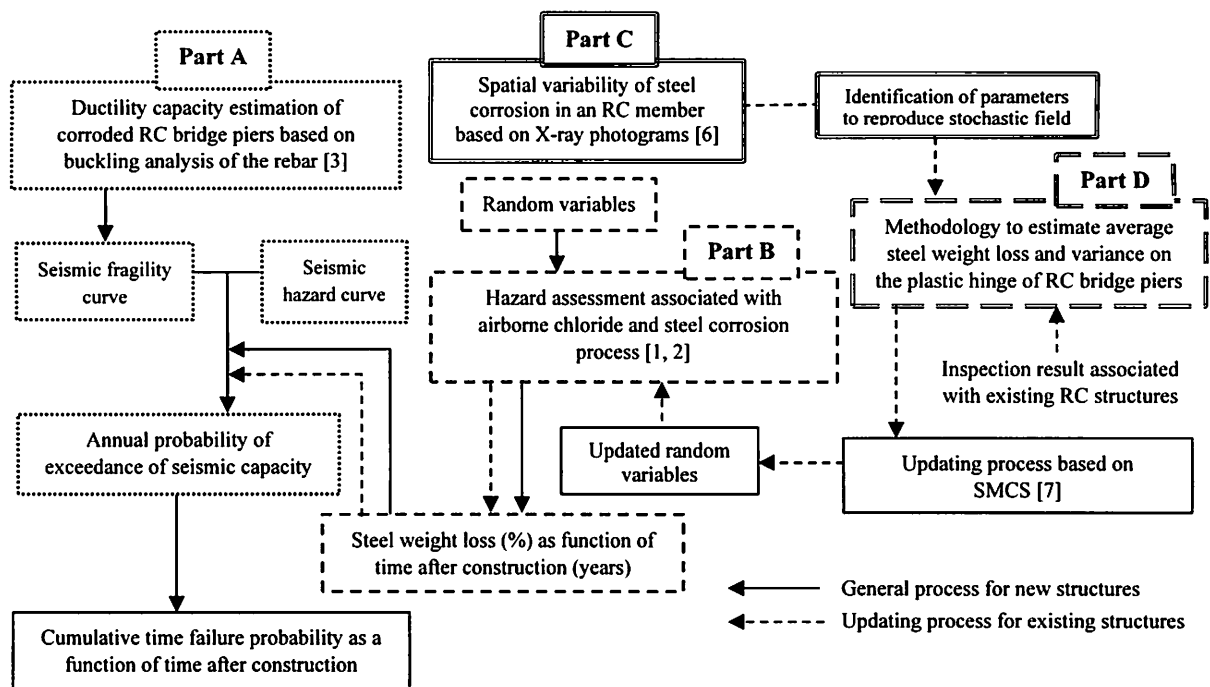 Part A
Ductility capacity estimation of
corroded RC bridge piers based on
buckling analysis of the rebar [3]
Seismic fragility
curve
Seismic
hazard curve
Annual probability of
exceedance of seismic capacity
Cumulative time failure probability as a
function of time after construction
Part C
Spatial variability of steel
corrosion in an RC member
based on X-ray photograms [6]
Random variables
Part B
Hazard assessment associated with
airborne chloride and steel corrosion
process [1, 2]
Updated random
variables
Steel weight loss (%) as function of
time after construction (years)
Identification of parameters
to reproduce stochastic field
Part D
Methodology to estimate average
steel weight loss and variance on
the plastic hinge of RC bridge piers
Inspection result associated
with existing RC structures
Updating process based on
SMCS [7]
General process for new structures
Updating process for existing structures